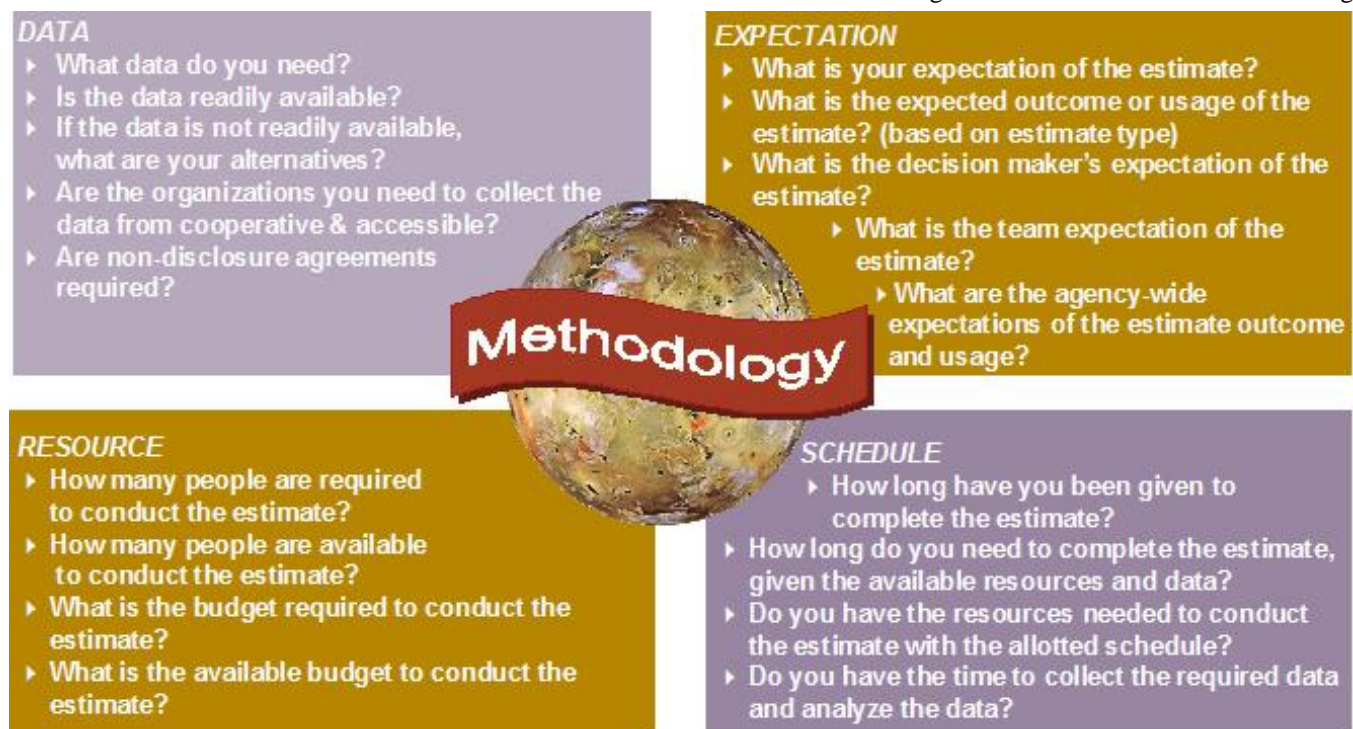 DATA
‣ What data do you need?
‣ Is the data readily available?
‣ If the data is not readily available,
what are your alternatives?
‣ Are the organizations you need to collect the
data from cooperative & accessible?
‣ Are non-disclosure agreements
required?
EXPECTATION
‣ What is your expectation of the estimate?
‣ What is the expected outcome or usage of the
estimate? (based on estimate type)
‣ What is the decision maker's expectation of the
estimate?
‣ What is the team expectation of the
estimate?
‣ What are the agency-wide
expectations of the estimate outcome
and usage?
Methodology
RESOURCE
‣ How many people are required
to conduct the estimate?
‣ How many people are available
to conduct the estimate?
‣ What is the budget required to conduct the
estimate?
‣ What is the available budget to conduct the
estimate?
SCHEDULE
‣ How long have you been given to
complete the estimate?
‣ How long do you need to complete the estimate,
given the available resources and data?
‣ Do you have the resources needed to conduct
the estimate with the allotted schedule?
‣ Do you have the time to collect the required data
and analyze the data?